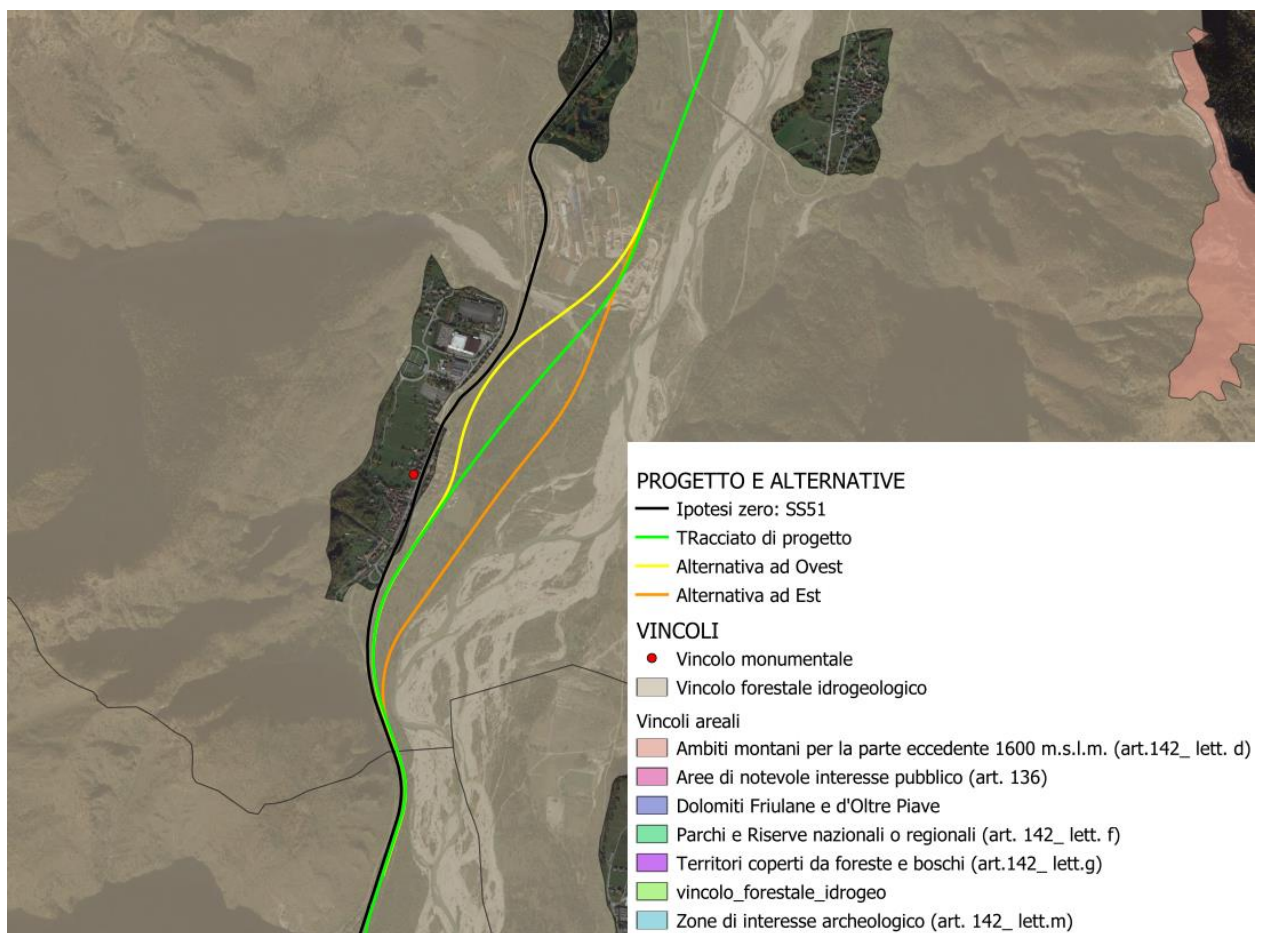 PROGETTO E ALTERNATIVE
Ipotesi zero: SS51
TRacciato di progetto
Alternativa ad Ovest
Alternativa ad Est
VINCOLI
Vincolo monumentale
Vincolo forestale idrogeologico
Vincoli areali
Ambiti montani per la parte eccedente 1600 m.s.l.m. (art.142_ lett. d)
Aree di notevole interesse pubblico (art. 136)
Dolomiti Friulane e d'Oltre Piave
Parchi e Riserve nazionali o regionali (art. 142_ lett. f)
Territori coperti da foreste e boschi (art.142_ lett.g)
vincolo_forestale_idrogeo
Zone di interesse archeologico (art. 142_ lett.m)